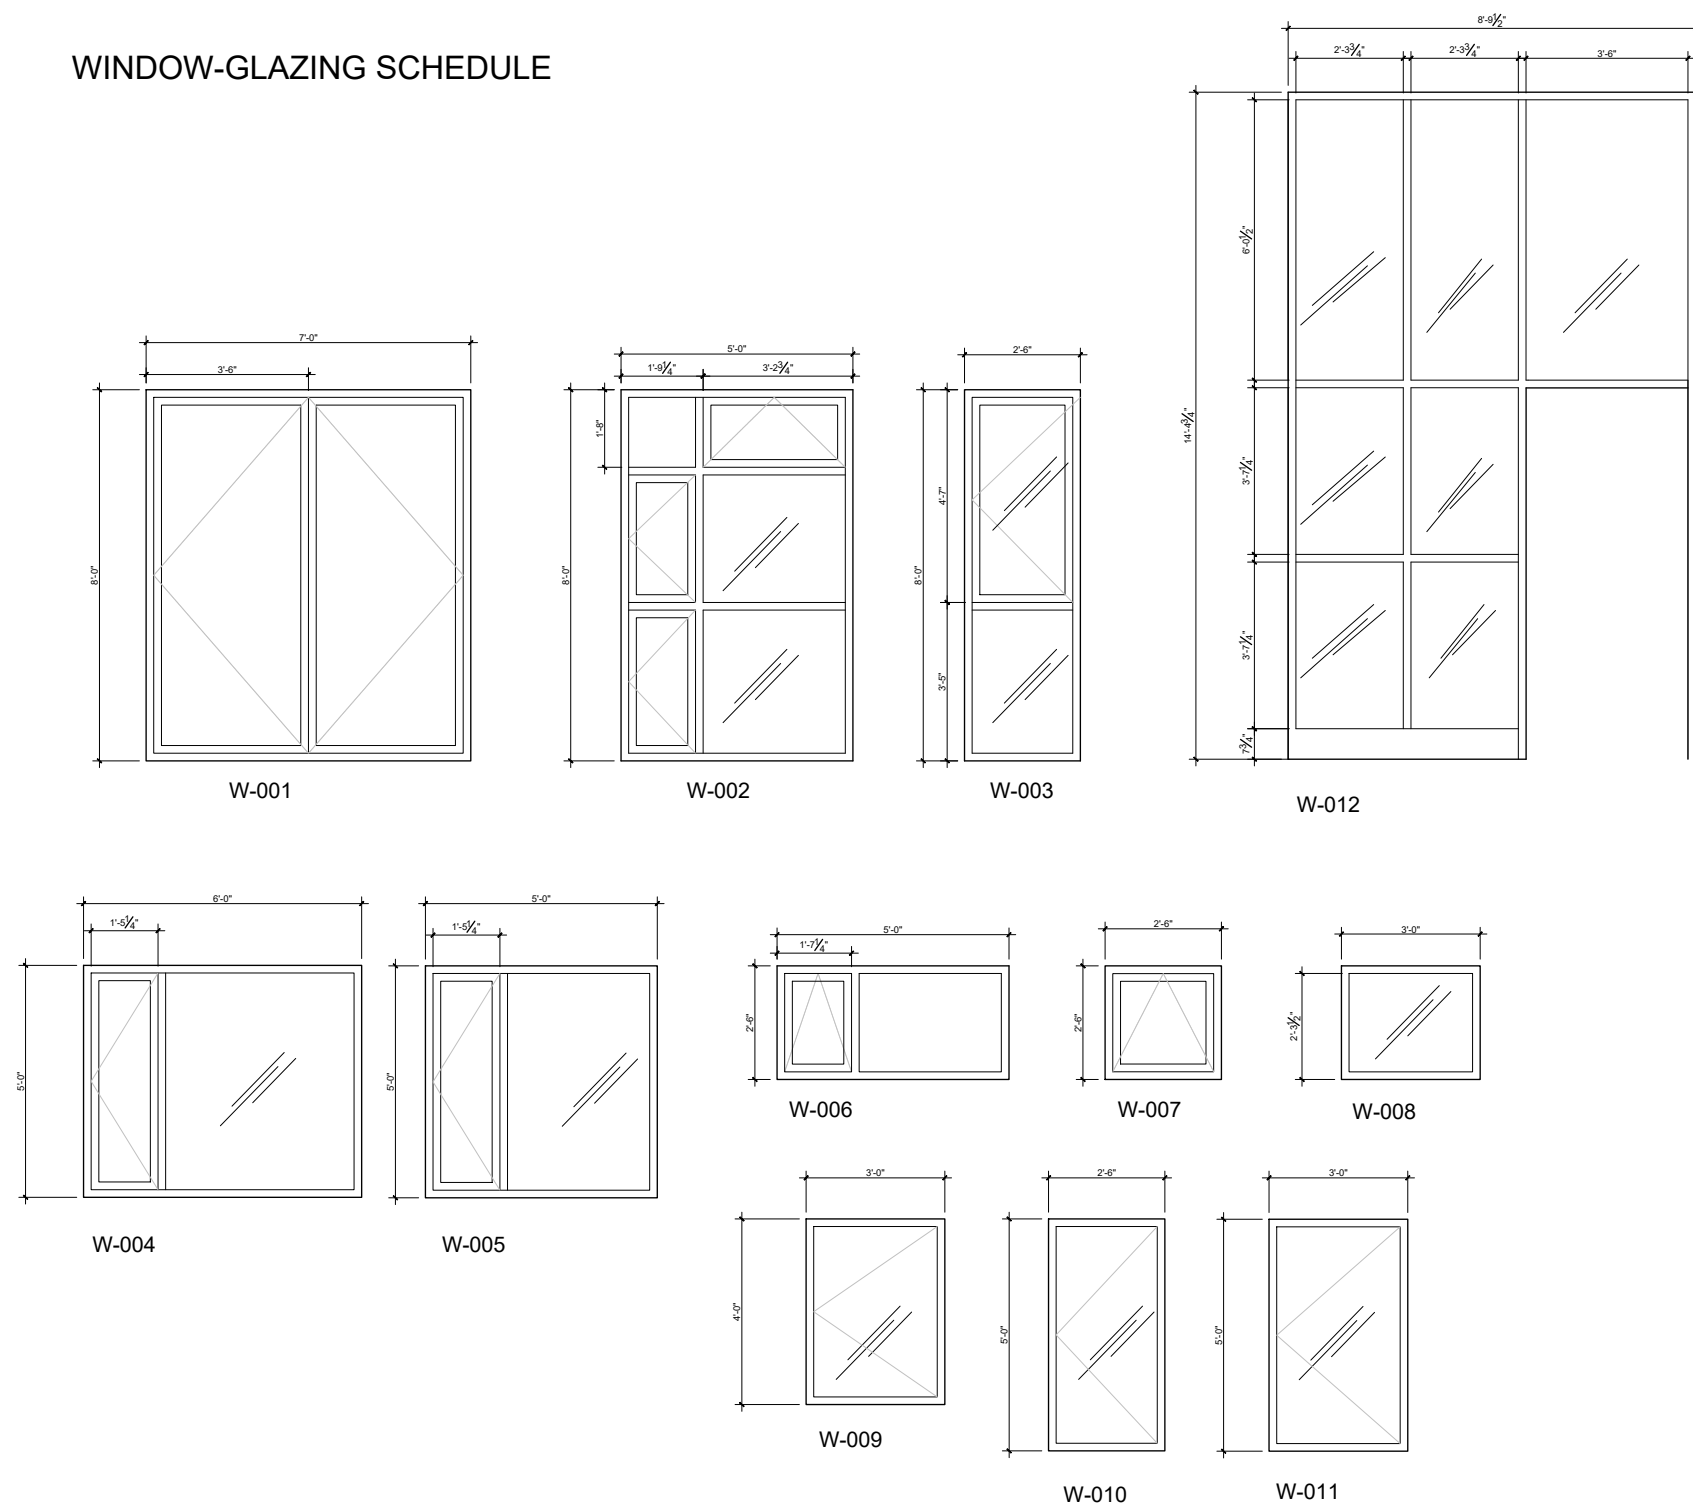 WINDOW-GLAZING SCHEDULE
8'-9½"
2'-3¾" 2'-3¾" 3'-6"
14'-4¾"
6'-0½"
3'-7¼"
3'-7¼"
7¾"
W-012
7'-0"
3'-6"
8'-0"
W-001
5'-0"
1'-9¼" 3'-2¾"
1'-8"
8'-0"
W-002
2'-6"
4'-7"
8'-0"
3'-5"
W-003
6'-0"
1'-5¼"
5'-0"
W-004
5'-0"
1'-5¼"
5'-0"
W-005
5'-0"
1'-7¼"
2'-6"
W-006
2'-6"
2'-6"
W-007
3'-0"
2'-3½"
W-008
3'-0"
4'-0"
W-009
2'-6"
5'-0"
W-010
3'-0"
5'-0"
W-011